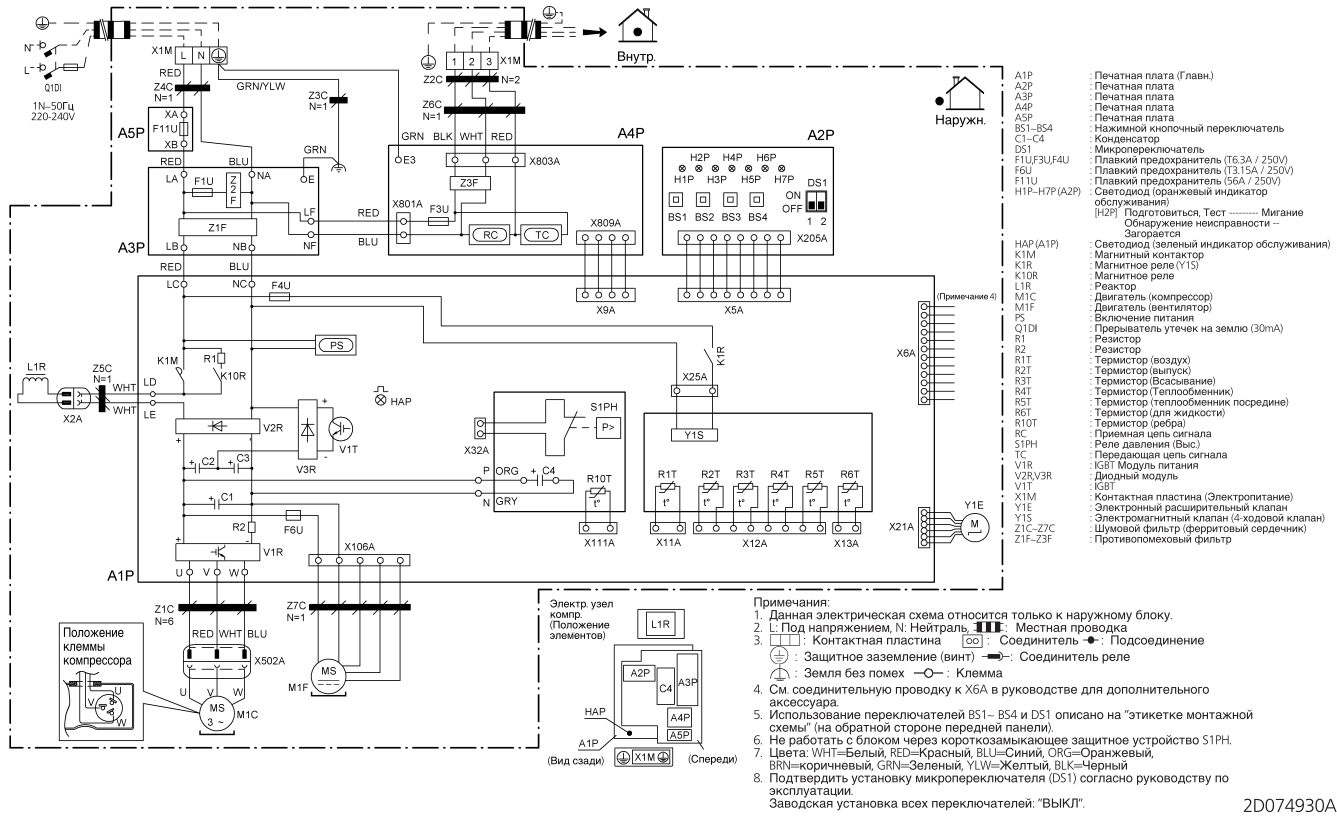 N
L
Q1DI
1N~50Гц
220-240V
X1M
L N
RED
Z4C
N=1
GRN/YLW
Z3C
N=1
A5P
XA
F11U
XB
RED
BLU
GRN
1 2 3
X1M
Z2C
N=2
Z6C
N=1
Внутр.
Наружн.
GRN
BLK
WHT
RED
A4P
E3
X803A
Z3F
X801A
F3U
RC
TC
X809A
A2P
H2P H4P H6P
H1P H3P H5P H7P
BS1 BS2 BS3 BS4
DS1
ON
OFF
1 2
X205A
LA
NA
E
F1U
Z2F
Z1F
LF
NF
RED
BLU
A3P
LB
NB
RED
BLU
LC
NC
F4U
X9A
X5A
(Примечание 4)
X6A
PS
K1R
X25A
Y1S
L1R
X2A
Z5C
N=1
WHT
WHT
LD
LE
K1M
R1
K10R
HAP
V2R
+
-
V3R
+
-
V1T
+ C2
+ C3
+ C1
R2
X32A
S1PH
P>
P
ORG
+ C4
N
GRY
R10T
t°
X111A
R1T
t°
X11A
R2T R3T R4T R5T
t° t° t° t°
X12A
R6T
t°
X13A
X21A
Y1E
M
F6U
+
-
V1R
X106A
U V W
A1P
Z1C
N=6
Z7C
N=1
RED WHT BLU
X502A
U V W
MS
3 ~
M1C
MS
M1F
Положение
клеммы
компрессора
U
V
W
Электр. узел
компр.
(Положение
элементов)
L1R
A2P
C4
A3P
A4P
A5P
HAP
A1P
X1M
(Вид сзади)
(Спереди)
A1P : Печатная плата (Главн.)
A2P : Печатная плата
A3P : Печатная плата
A4P : Печатная плата
A5P : Печатная плата
BS1~BS4 : Нажимной кнопочный переключатель
C1~C4 : Конденсатор
DS1 : Микропереключатель
F1U,F3U,F4U : Плавкий предохранитель (T6.3A / 250V)
F6U : Плавкий предохранитель (T3.15A / 250V)
F11U : Плавкий предохранитель (56A / 250V)
H1P~H7P (A2P) : Светодиод (оранжевый индикатор
обслуживания)
[H2P] Подготовиться, Тест --------- Мигание
Обнаружение неисправности --
Загорается
HAP (A1P) : Светодиод (зеленый индикатор обслуживания)
K1M : Магнитный контактор
K1R : Магнитное реле (Y1S)
K10R : Магнитное реле
L1R : Реактор
M1C : Двигатель (компрессор)
M1F : Двигатель (вентилятор)
PS : Включение питания
Q1DI : Прерыватель утечек на землю (30mA)
R1 : Резистор
R2 : Резистор
R1T : Термистор (воздух)
R2T : Термистор (выпуск)
R3T : Термистор (Всасывание)
R4T : Термистор (Теплообменник)
R5T : Термистор (теплообменник посредине)
R6T : Термистор (для жидкости)
R10T : Термистор (ребра)
RC : Приемная цепь сигнала
S1PH : Реле давления (Выс.)
TC : Передающая цепь сигнала
V1R : IGBT Модуль питания
V2R,V3R : Диодный модуль
V1T : IGBT
X1M : Контактная пластина (Электропитание)
Y1E : Электронный расширительный клапан
Y1S : Электромагнитный клапан (4-ходовой клапан)
Z1C~Z7C : Шумовой фильтр (ферритовый сердечник)
Z1F~Z3F : Противопомеховый фильтр
Примечания:
1. Данная электрическая схема относится только к наружному блоку.
2. L: Под напряжением, N: Нейтраль, : Местная проводка
3. : Контактная пластина : Соединитель : Подсоединение
: Защитное заземление (винт) : Соединитель реле
: Земля без помех : Клемма
4. См. соединительную проводку к X6A в руководстве для дополнительного
аксессуара.
5. Использование переключателей BS1~ BS4 и DS1 описано на "этикетке монтажной
схемы" (на обратной стороне передней панели).
6. Не работать с блоком через короткозамыкающее защитное устройство S1PH.
7. Цвета: WHT=Белый, RED=Красный, BLU=Синий, ORG=Оранжевый,
BRN=коричневый, GRN=Зеленый, YLW=Желтый, BLK=Черный
8. Подтвердить установку микропереключателя (DS1) согласно руководству по
эксплуатации.
Заводская установка всех переключателей: "ВЫКЛ".
2D074930A